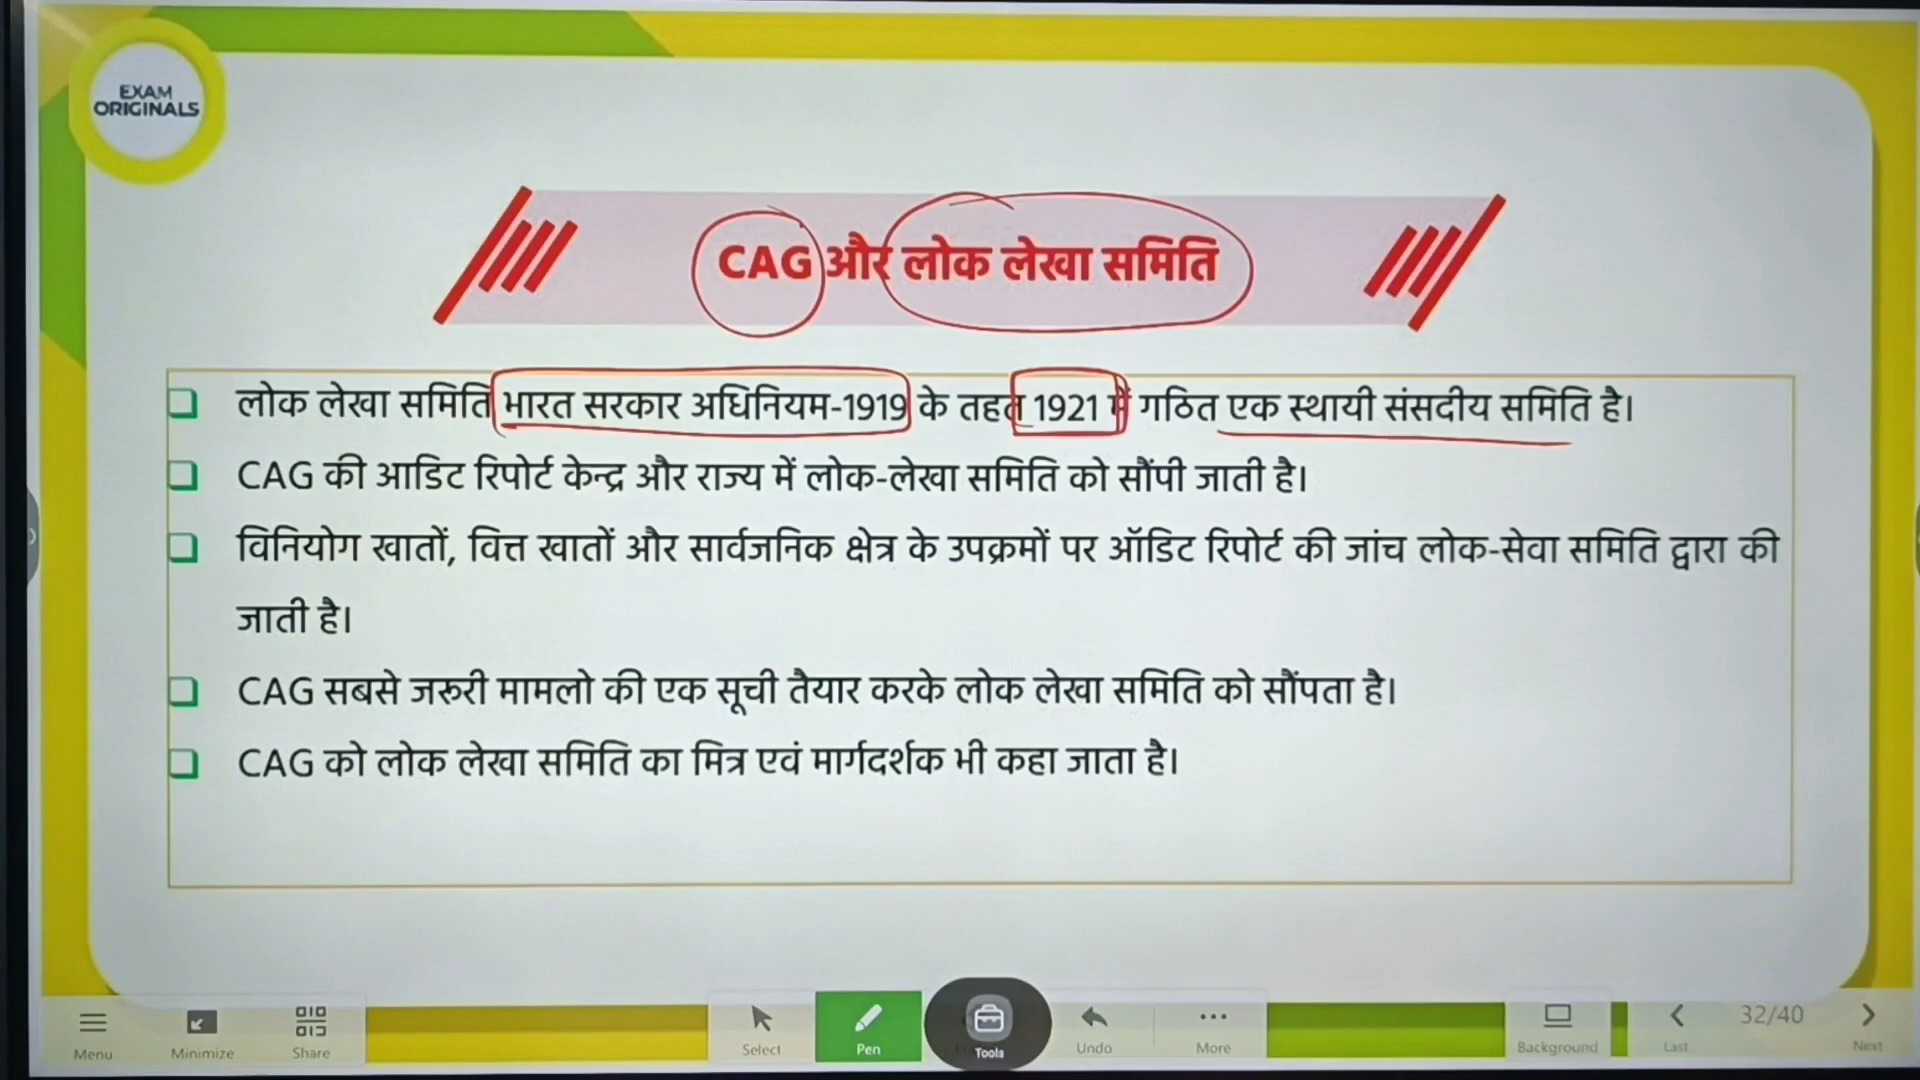 EXAM
ORIGINALS
CAG और लोक लेखा समिति
लोक लेखा समिति भारत सरकार अधिनियम-1919 के तहत 1921 में गठित एक स्थायी संसदीय समिति है।
CAG की आडिट रिपोर्ट केन्द्र और राज्य में लोक-लेखा समिति को सौंपी जाती है।
विनियोग खातों, वित्त खातों और सार्वजनिक क्षेत्र के उपक्रमों पर ऑडिट रिपोर्ट की जांच लोक-सेवा समिति द्वारा की
जाती है।
CAG सबसे जरूरी मामलो की एक सूची तैयार करके लोक लेखा समिति को सौंपता है।
CAG को लोक लेखा समिति का मित्र एवं मार्गदर्शक भी कहा जाता है।
Menu Minimize Share Select Pen Tools Undo More Background Last 32/40 Next